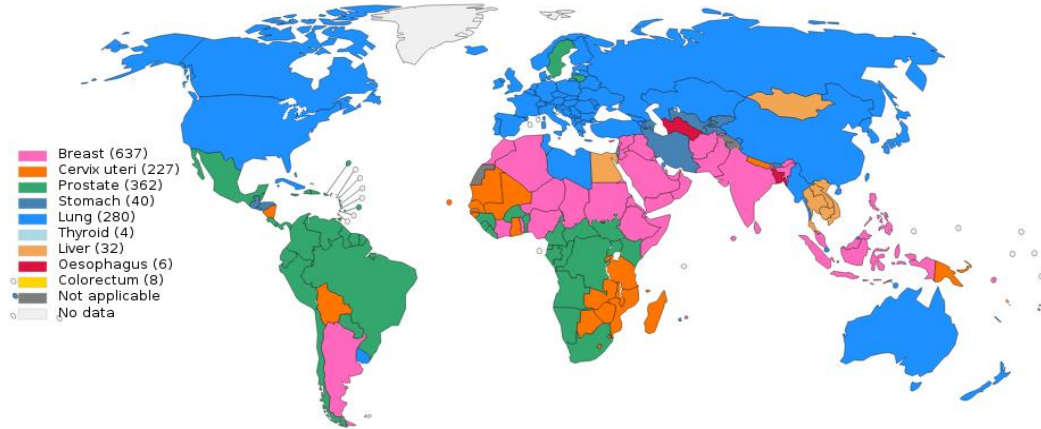 Breast (637)
Cervix uteri (227)
Prostate (362)
Stomach (40)
Lung (280)
Thyroid (4)
Liver (32)
Oesophagus (6)
Colorectum (8)
Not applicable
No data